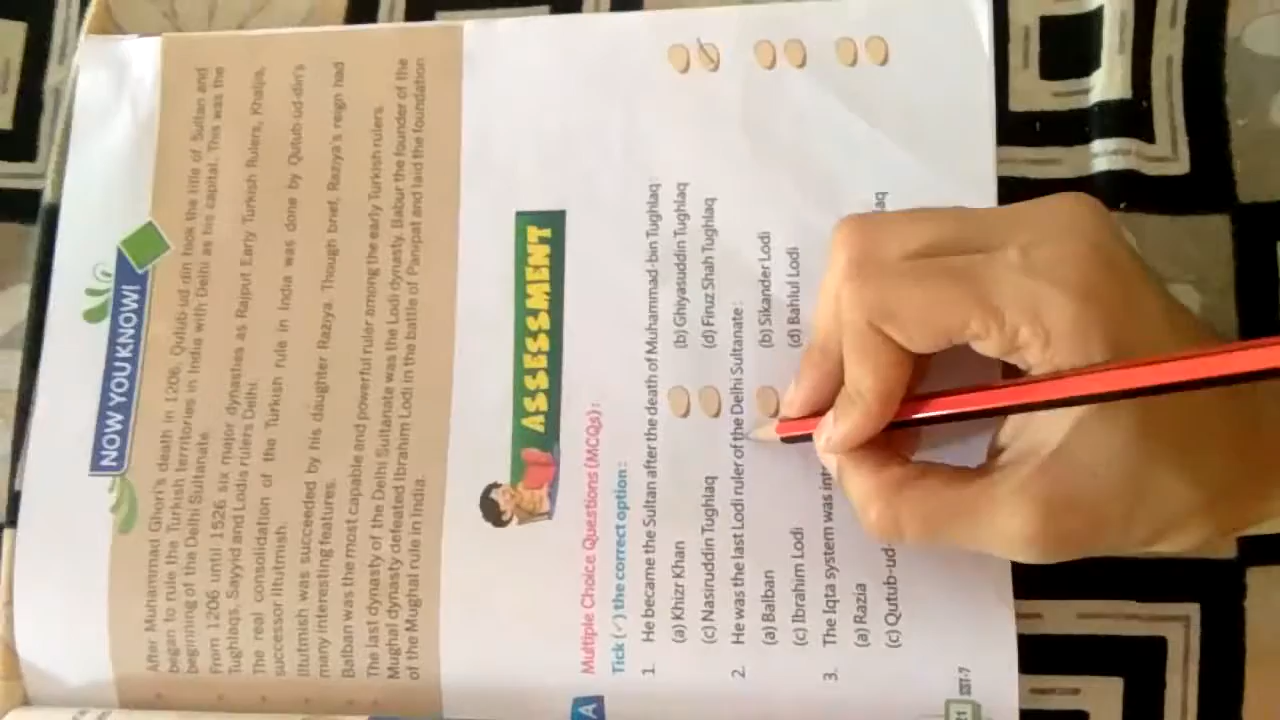 NOW YOU KNOW!
After Muhammad Ghori's death in 1206, Qutub-ud-din took the title of Sultan and
began to rule the Turkish territories in India with Delhi as his capital. This was the
beginning of the Delhi Sultanate.
From 1206 until 1526 six major dynasties as Rajput Early Turkish Rulers, Khaljis,
Tughlaqs, Sayyid and Lodis rulers Delhi.
The real consolidation of the Turkish rule in India was done by Qutub-ud-din's
successor Iltutmish.
Iltutmish was succeeded by his daughter Raziya. Though brief, Raziya's reign had
many interesting features.
Balban was the most capable and powerful ruler among the early Turkish rulers.
The last dynasty of the Delhi Sultanate was the Lodi dynasty. Babur the founder of the
Mughal dynasty defeated Ibrahim Lodi in the battle of Panipat and laid the foundation
of the Mughal rule in India.
ASSESSMENT
A Multiple Choice Questions (MCQs) :
Tick (✓) the correct option :
1. He became the Sultan after the death of Muhammad-bin Tughlaq :
(a) Khizr Khan (b) Ghiyasuddin Tughlaq
(c) Nasiruddin Tughlaq (d) Firuz Shah Tughlaq
2. He was the last Lodi ruler of the Delhi Sultanate :
(a) Balban (b) Sikander Lodi
(c) Ibrahim Lodi (d) Bahlul Lodi
3. The Iqta system was
(a) Razia
(c) Qutub-ud-
SST-7